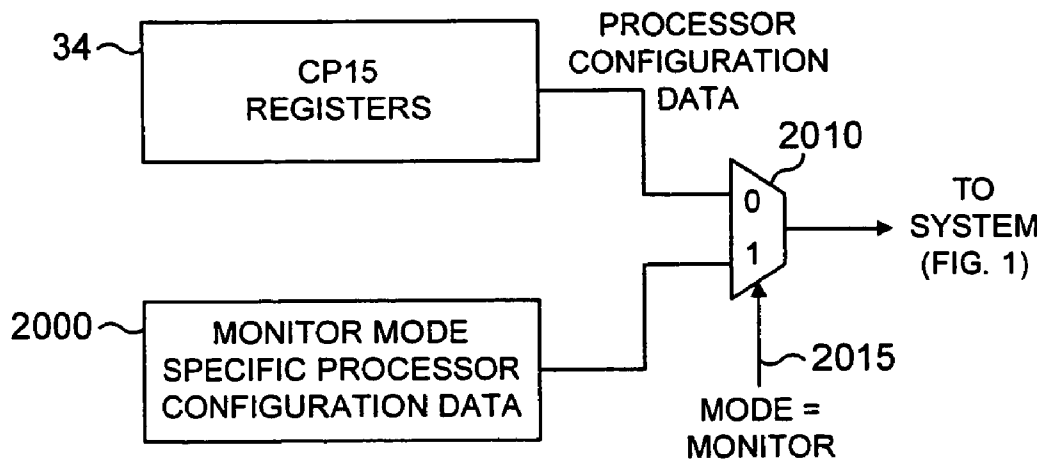 34
CP15
REGISTERS
PROCESSOR
CONFIGURATION
DATA
2010
0
1
TO
SYSTEM
(FIG. 1)
2000
MONITOR MODE
SPECIFIC PROCESSOR
CONFIGURATION DATA
2015
MODE =
MONITOR